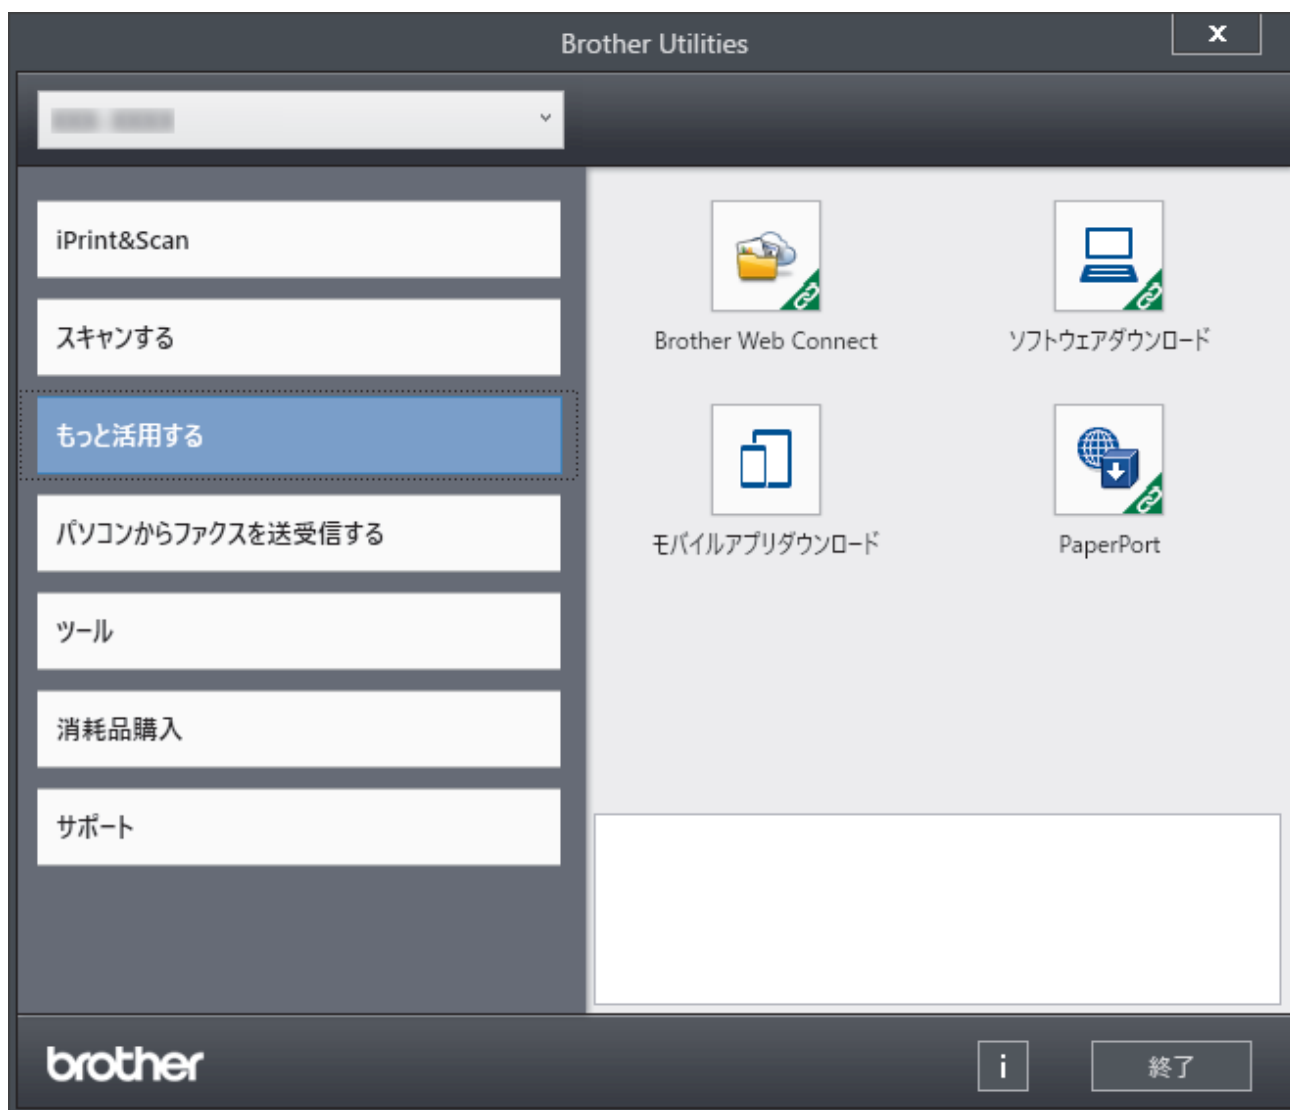 Brother Utilities
x
iPrint&Scan
スキャンする
もっと活用する
パソコンからファクスを送受信する
ツール
消耗品購入
サポート
Brother Web Connect
ソフトウェアダウンロード
モバイルアプリダウンロード
PaperPort
brother
i
終了